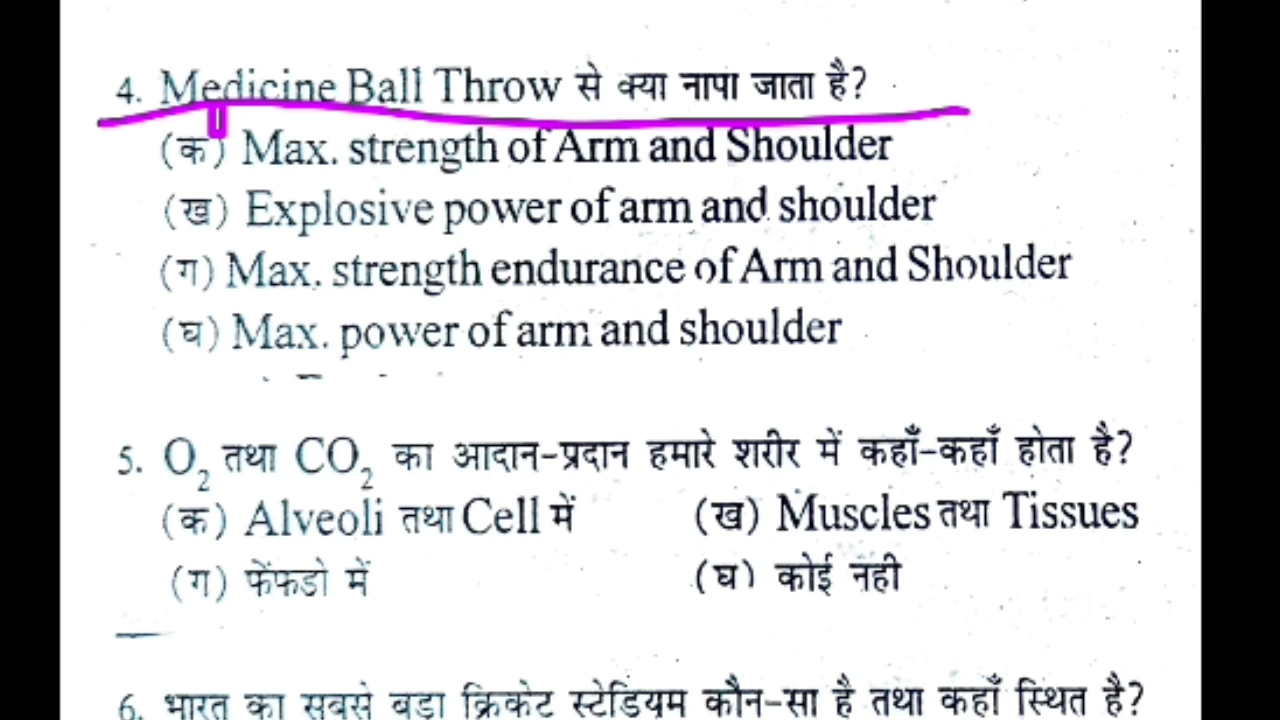 4. Medicine Ball Throw से क्या नापा जाता है?
(क) Max. strength of Arm and Shoulder
(ख) Explosive power of arm and shoulder
(ग) Max. strength endurance of Arm and Shoulder
(घ) Max. power of arm and shoulder
5. O₂ तथा CO₂ का आदान-प्रदान हमारे शरीर में कहाँ-कहाँ होता है?
(क) Alveoli तथा Cell में (ख) Muscles तथा Tissues
(ग) फेंफडो में (घ) कोई नही
6. भारत का सबसे बडा क्रिकेट स्टेडियम कौन-सा है तथा कहाँ स्थित है?